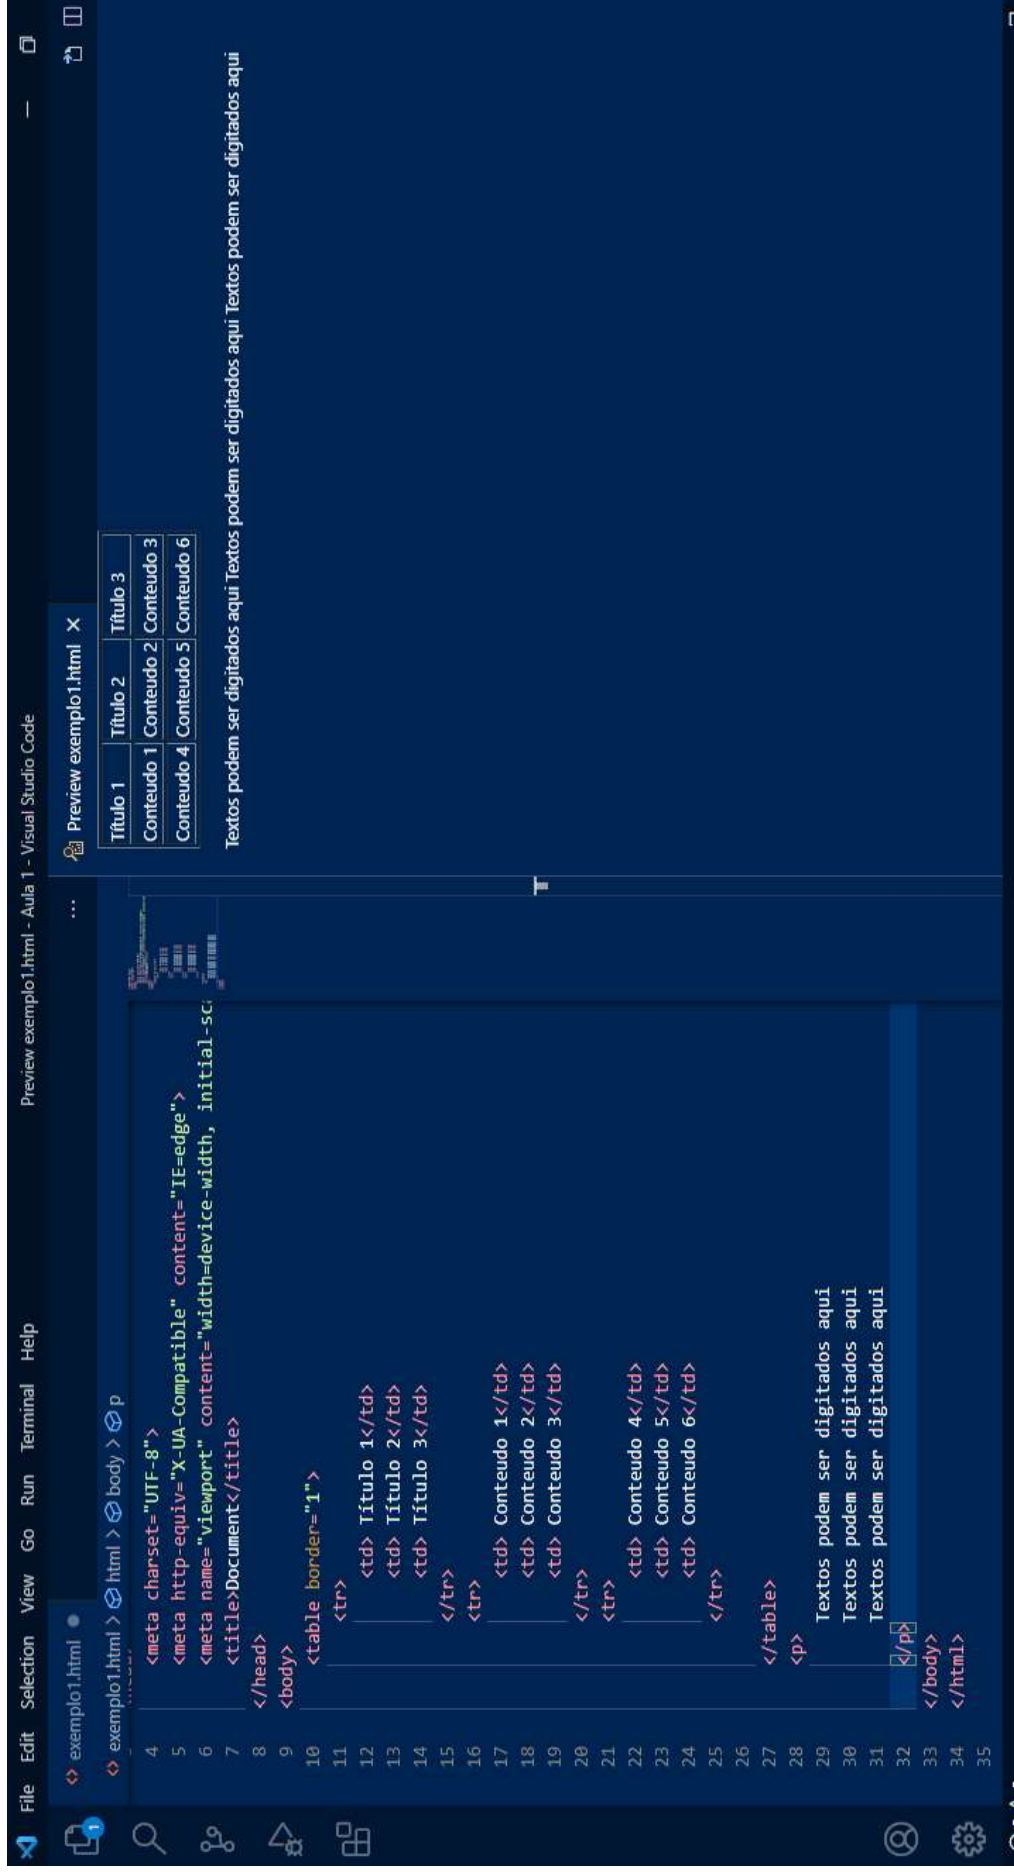 File Edit Selection View Go Run Terminal Help
Preview exemplo1.html - Aula 1 - Visual Studio Code
exemplo1.html
exemplo1.html > html > body > p
1
4 <meta charset="UTF-8">
5 <meta http-equiv="X-UA-Compatible" content="IE=edge">
6 <meta name="viewport" content="width=device-width, initial-sc
7 <title>Document</title>
8 </head>
9 <body>
10 <table border="1">
11 <tr>
12 <td> Título 1</td>
13 <td> Título 2</td>
14 <td> Título 3</td>
15 </tr>
16 <tr>
17 <td> Conteudo 1</td>
18 <td> Conteudo 2</td>
19 <td> Conteudo 3</td>
20 </tr>
21 <tr>
22 <td> Conteudo 4</td>
23 <td> Conteudo 5</td>
24 <td> Conteudo 6</td>
25 </tr>
26
27 </table>
28 <p>
29 Textos podem ser digitados aqui
30 Textos podem ser digitados aqui
31 Textos podem ser digitados aqui
32 </p>
33 </body>
34 </html>
35
Preview exemplo1.html
Título 1 Título 2 Título 3
Conteudo 1 Conteudo 2 Conteudo 3
Conteudo 4 Conteudo 5 Conteudo 6
Textos podem ser digitados aqui Textos podem ser digitados aqui Textos podem ser digitados aqui